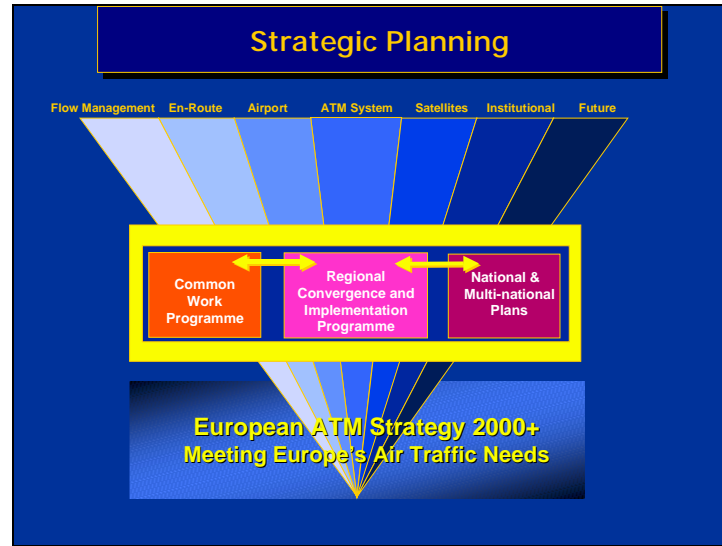 Strategic Planning
Flow Management En-Route Airport ATM System Satellites Institutional Future
Common
Work
Programme
Regional
Convergence and
Implementation
Programme
National &
Multi-national
Plans
European ATM Strategy 2000+
Meeting Europe's Air Traffic Needs